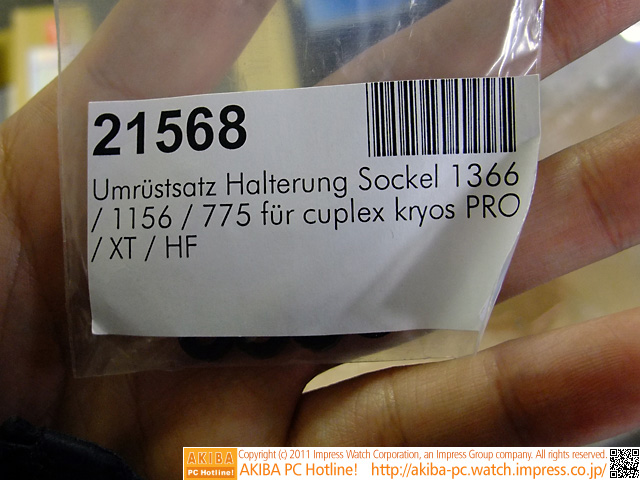 21568
Umrüstsatz Halterung Sockel 1366
/ 1156 / 775 für cuplex kryos PRO
/ XT / HF
AKIBA
PC Hotline!
Copyright (c) 2011 Impress Watch Corporation, an Impress Group company. All rights reserved.
AKIBA PC Hotline! http://akiba-pc.watch.impress.co.jp/